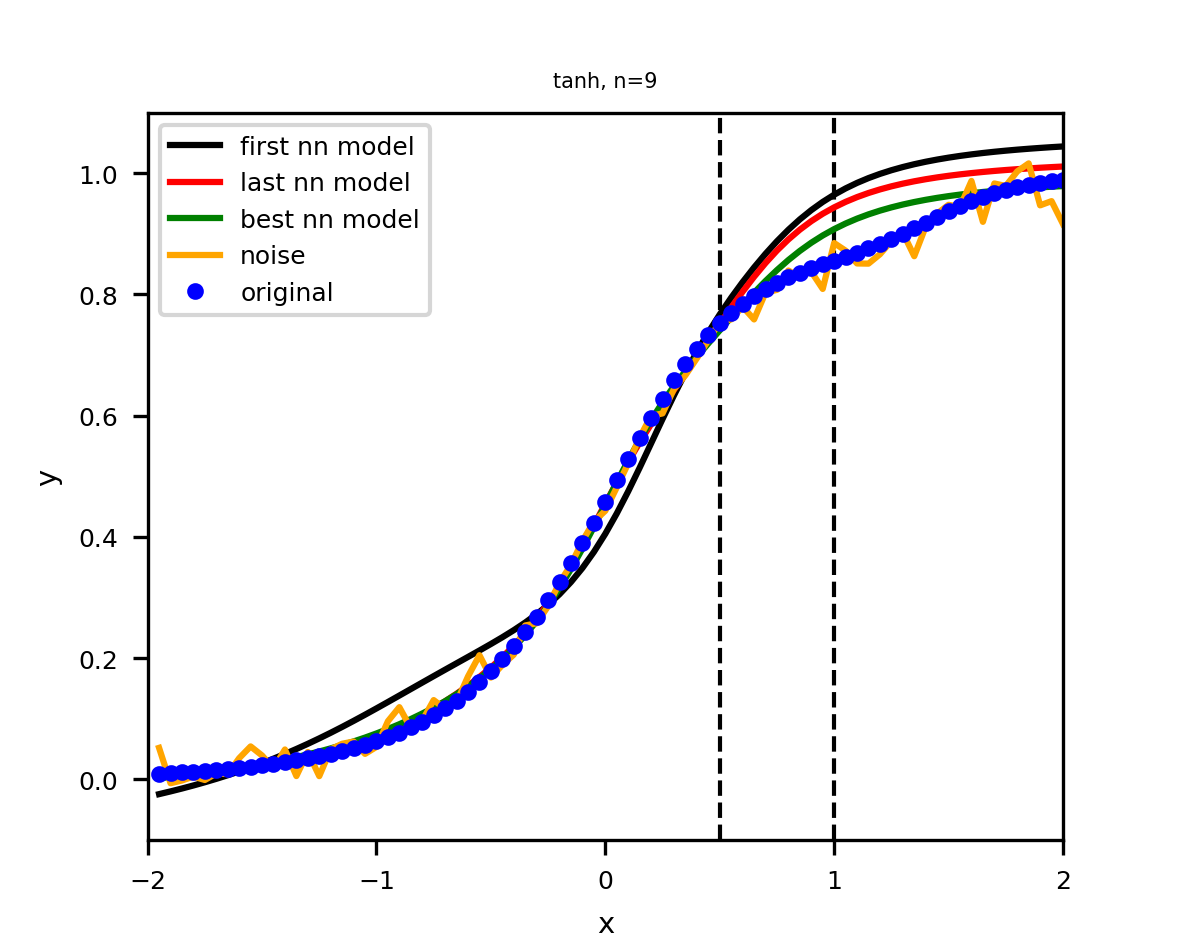 tanh, n=9
first nn model
last nn model
best nn model
noise
original
1.0
0.8
0.6
0.4
0.2
0.0
y
−2
−1
0
1
2
x